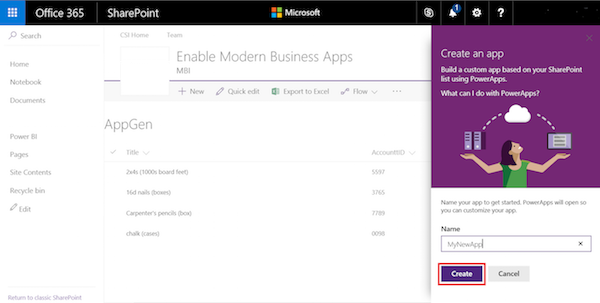 Office 365 SharePoint Microsoft 1 ?
Search
Home
Notebook
Documents
Power BI
Pages
Site Contents
Recycle bin
Edit
Return to classic SharePoint
CSI Home Team
Enable Modern Business Apps
MBI
+ New Quick edit Export to Excel Flow ...
AppGen
Title AccountID
2x4s (1000s board feet) 5597
16d nails (boxes) 3765
Carpenter's pencils (box) 7789
chalk (cases) 0098
Create an app
Build a custom app based on your SharePoint
list using PowerApps.
What can I do with PowerApps?
Name your app to get started. PowerApps will open so
you can customize your app.
Name
MyNewApp
Create Cancel